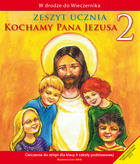 W drodze do Wieczernika
ZESZYT UCZNIA
KOCHAMY PANA JEZUSA 2
Ćwiczenia do religii dla klasy II szkoły podstawowej